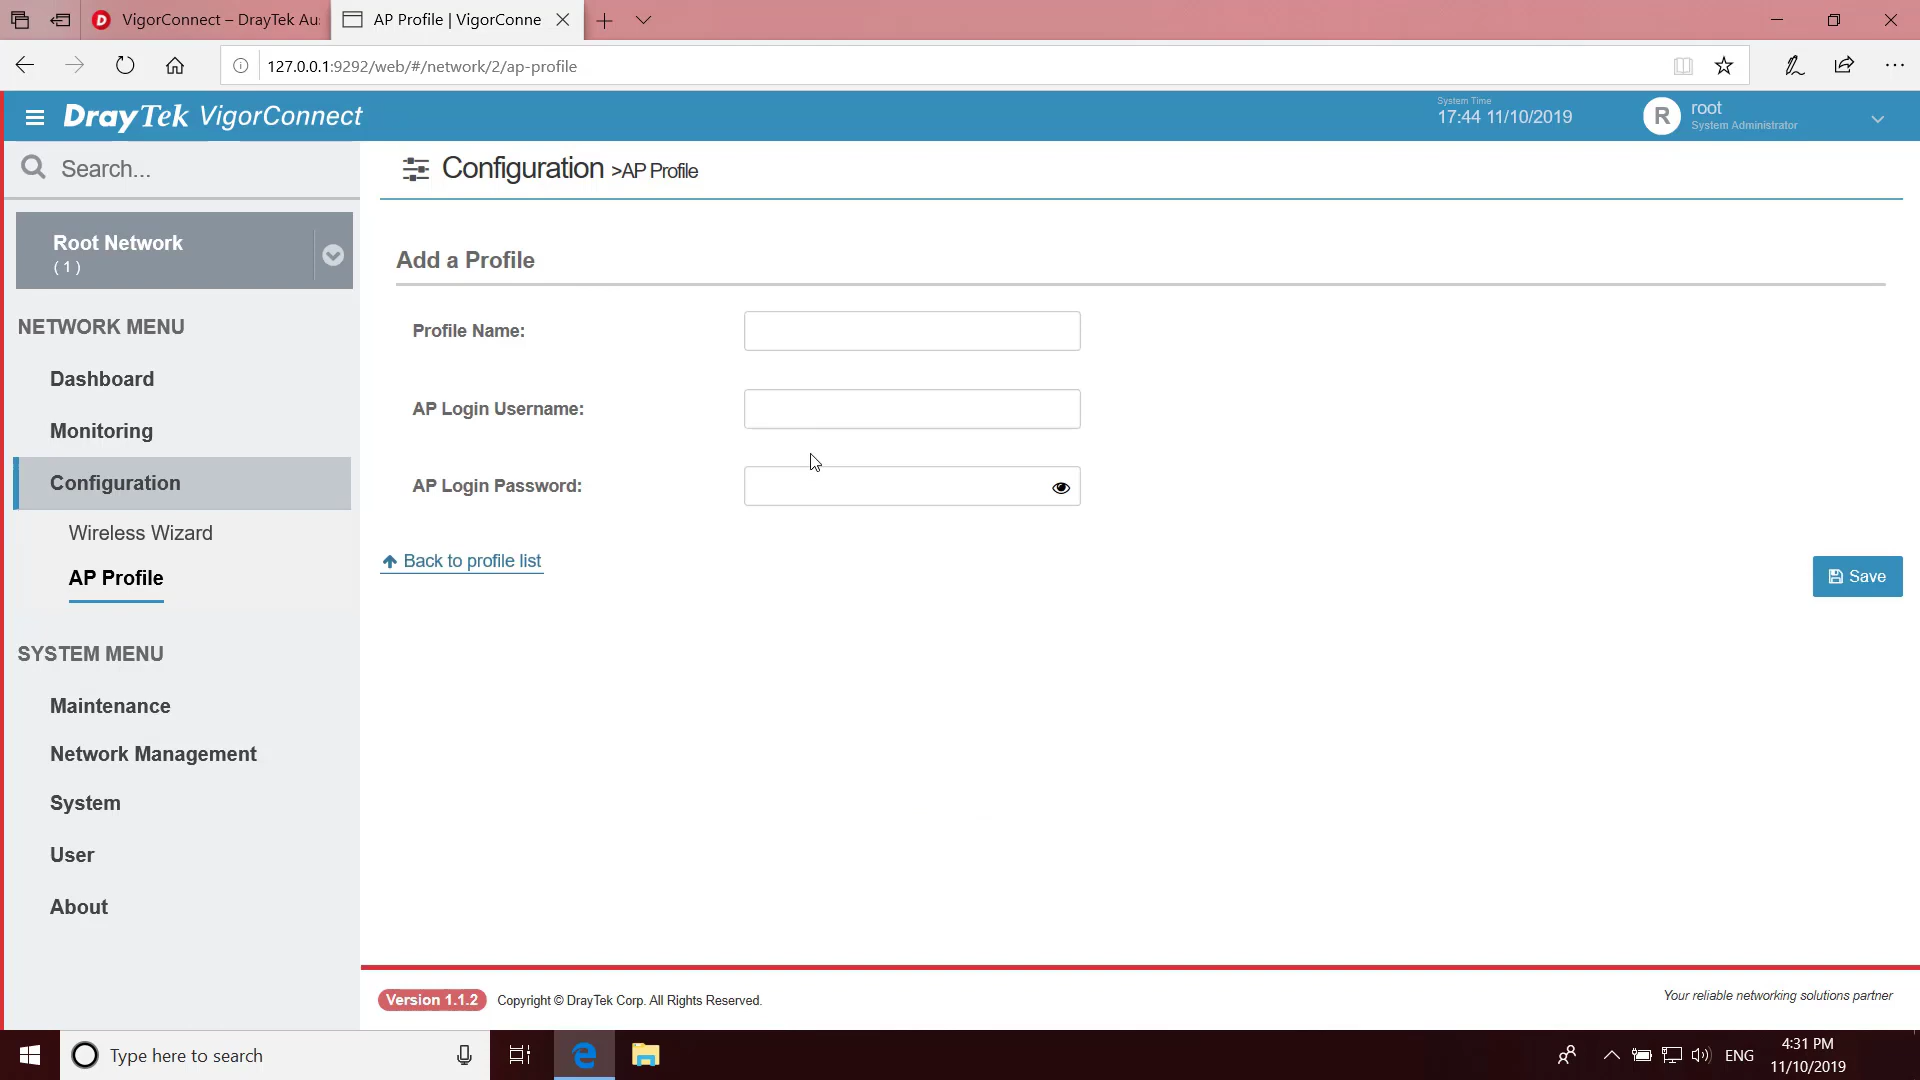 VigorConnect – DrayTek Au
AP Profile | VigorConne
127.0.0.1:9292/web/#/network/2/ap-profile
DrayTek VigorConnect
System Time
17:44 11/10/2019
R
root
System Administrator
Search...
Configuration >AP Profile
Root Network
( 1 )
Add a Profile
NETWORK MENU
Profile Name:
Dashboard
AP Login Username:
Monitoring
Configuration
AP Login Password:
Wireless Wizard
Back to profile list
AP Profile
Save
SYSTEM MENU
Maintenance
Network Management
System
User
About
Version 1.1.2
Copyright © DrayTek Corp. All Rights Reserved.
Your reliable networking solutions partner
Type here to search
ENG
4:31 PM
11/10/2019